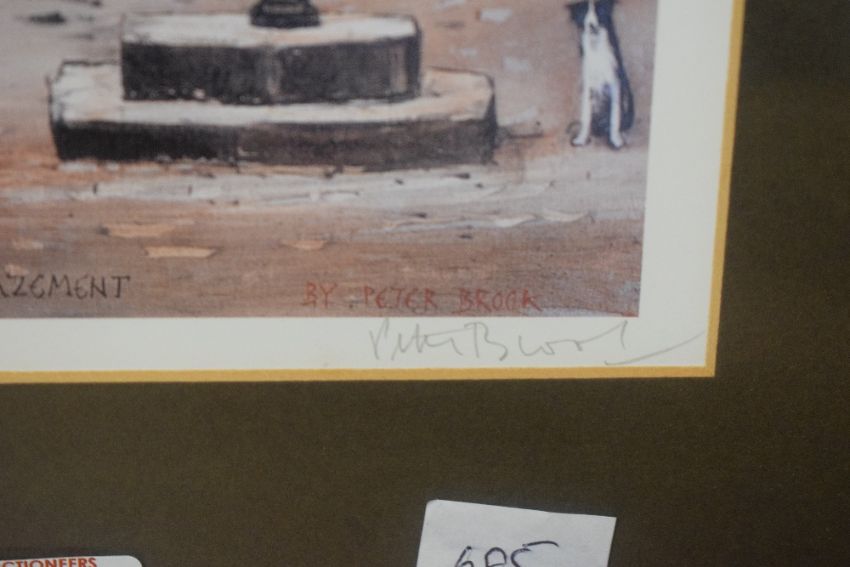 AZEMENT
BY. PETER BROOK
Peter Brook
685
CTIONEERS